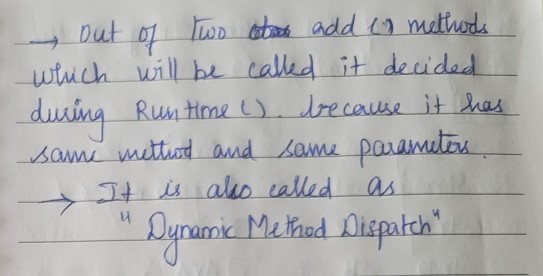 → out of Two add () methods
which will be called it decided
during Runtime(). because it has
same method and same parameters.
→ It is also called as
"Dynamic Method Dispatch"